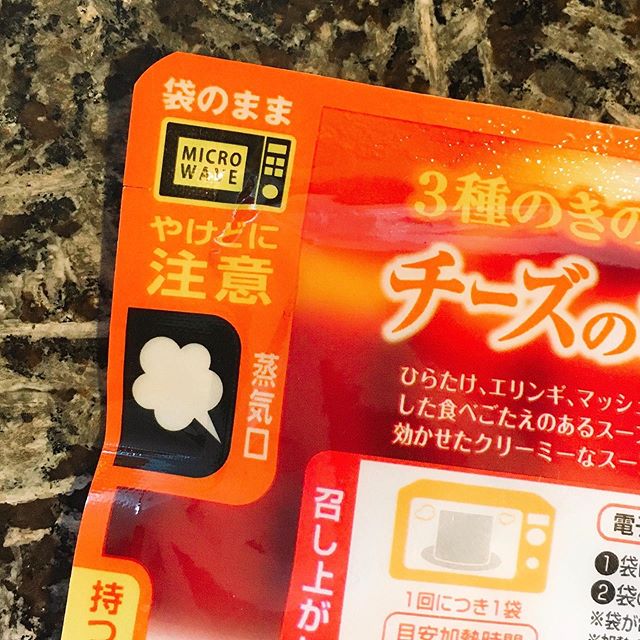 袋のまま
MICRO
WAVE
やけどに
注意
蒸気口
3種のきの
チーズの
ひらたけ、エリンギ、マッシ
した食べごたえのあるスー
効かせたクリーミーなスー
召し上が
1回につき1袋
目安加熱時間
電子
❶袋
❷袋の
※袋が
持つ